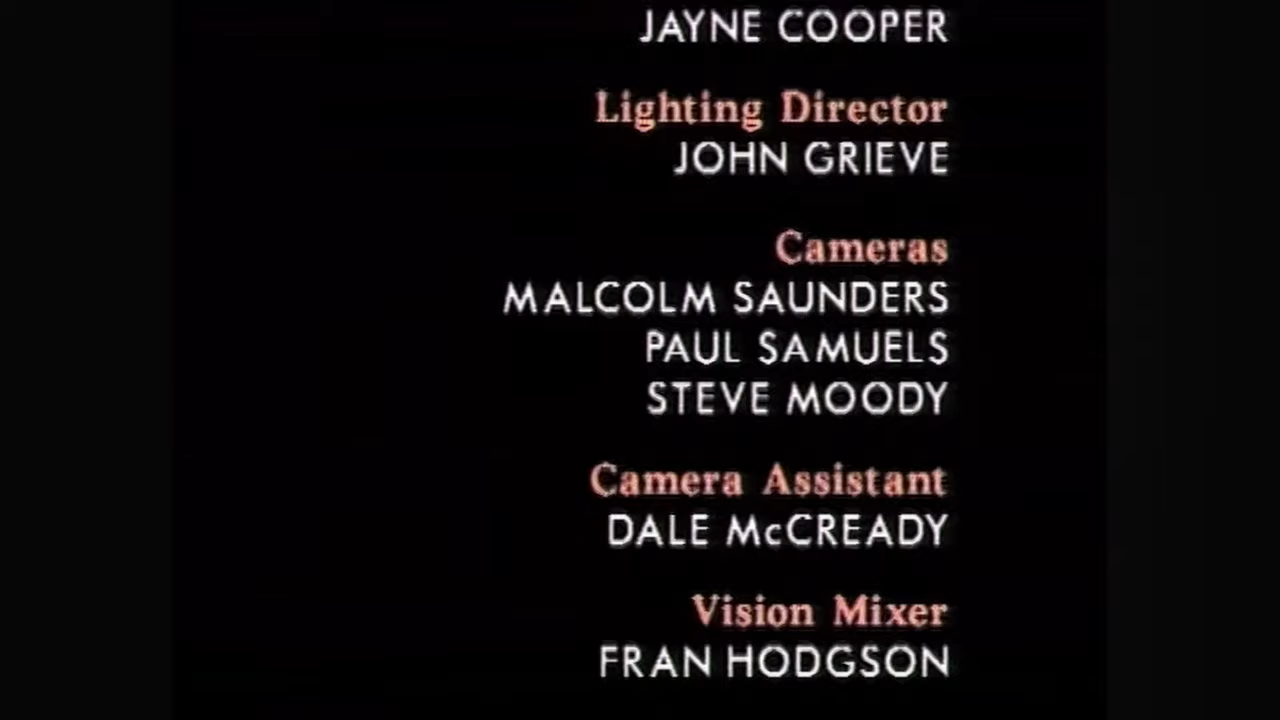 JAYNE COOPER
Lighting Director
JOHN GRIEVE
Cameras
MALCOLM SAUNDERS
PAUL SAMUELS
STEVE MOODY
Camera Assistant
DALE McCREADY
Vision Mixer
FRAN HODGSON